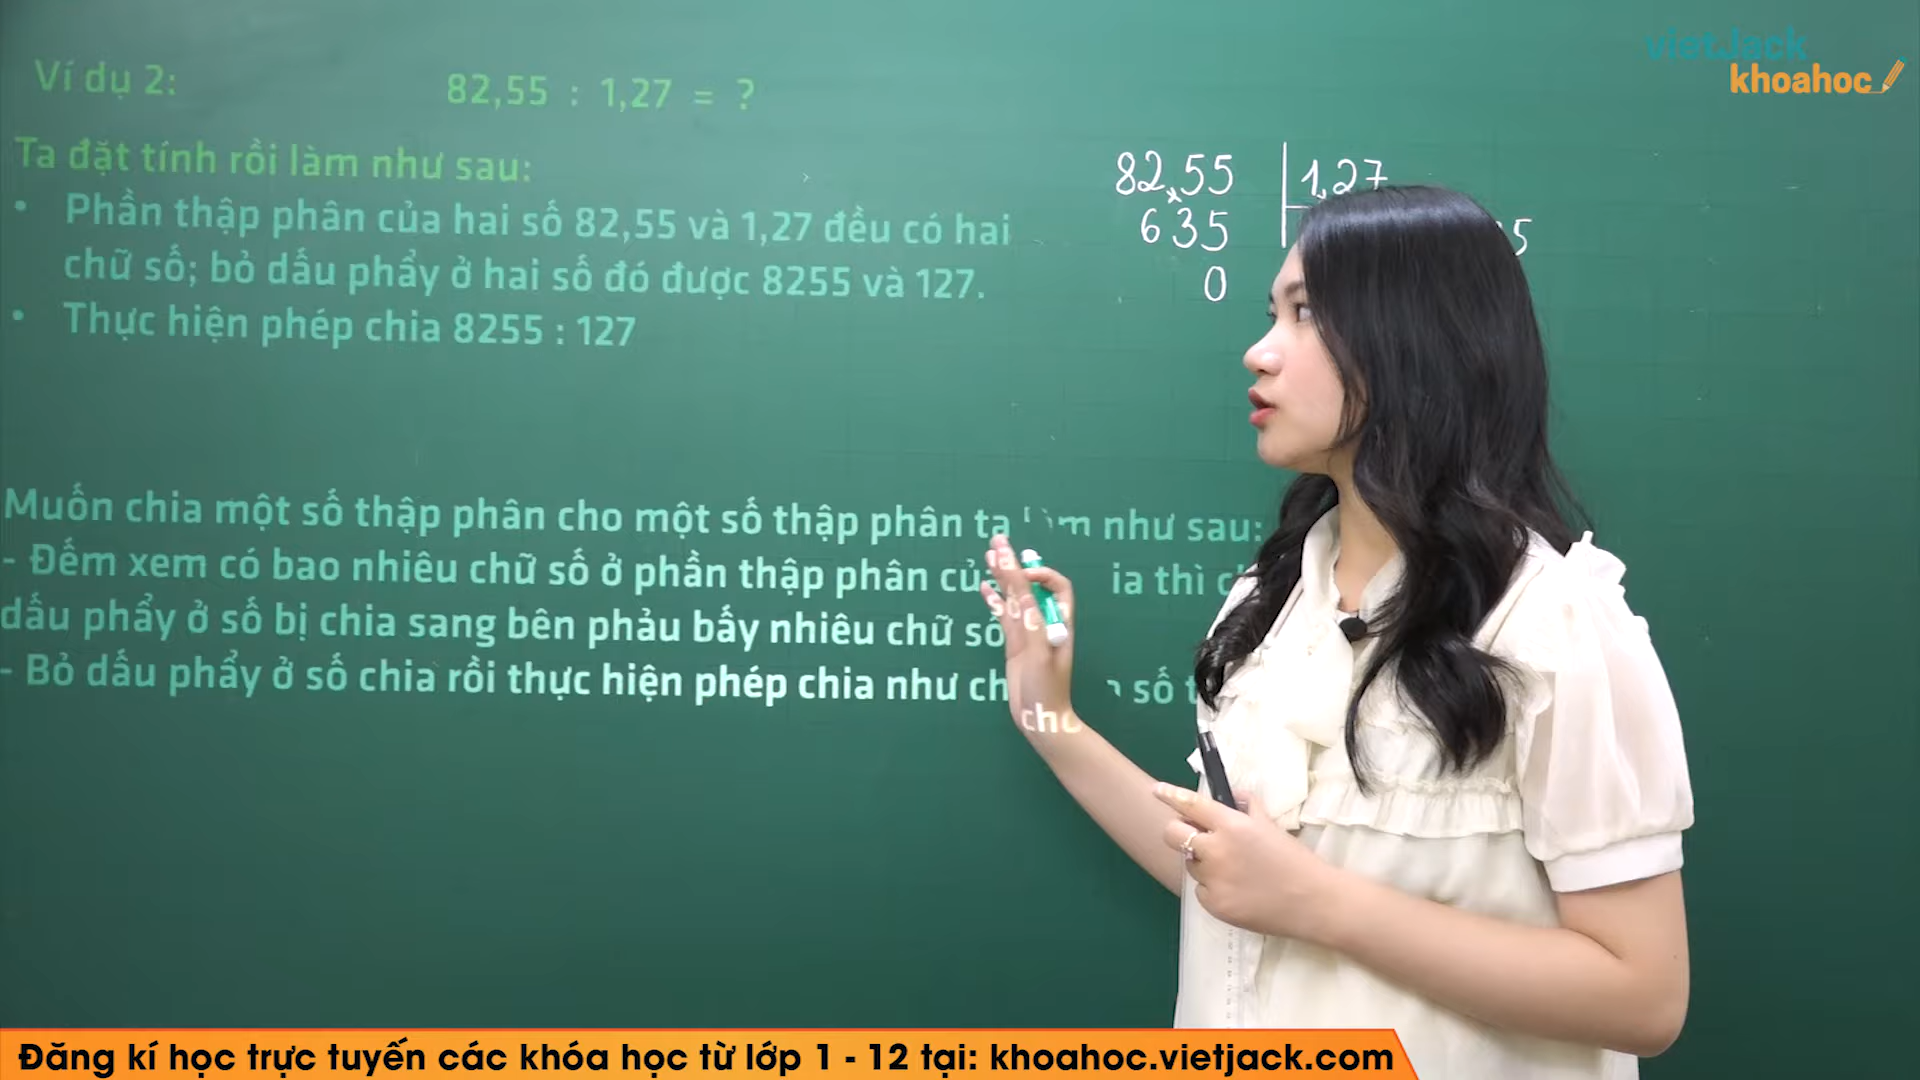 vietJack
khoahoc
Ví dụ 2:
82,55 : 1,27 = ?
Ta đặt tính rồi làm như sau:
• Phần thập phân của hai số 82,55 và 1,27 đều có hai
chữ số; bỏ dấu phẩy ở hai số đó được 8255 và 127.
• Thực hiện phép chia 8255 : 127
82,55 1,27
635 5
0
Muốn chia một số thập phân cho một số thập phân ta làm như sau:
- Đếm xem có bao nhiêu chữ số ở phần thập phân của ia thì
dấu phẩy ở số bị chia sang bên phảu bấy nhiêu chữ số
- Bỏ dấu phẩy ở số chia rồi thực hiện phép chia như số
Đăng kí học trực tuyến các khóa học từ lớp 1 - 12 tại: khoahoc.vietjack.com